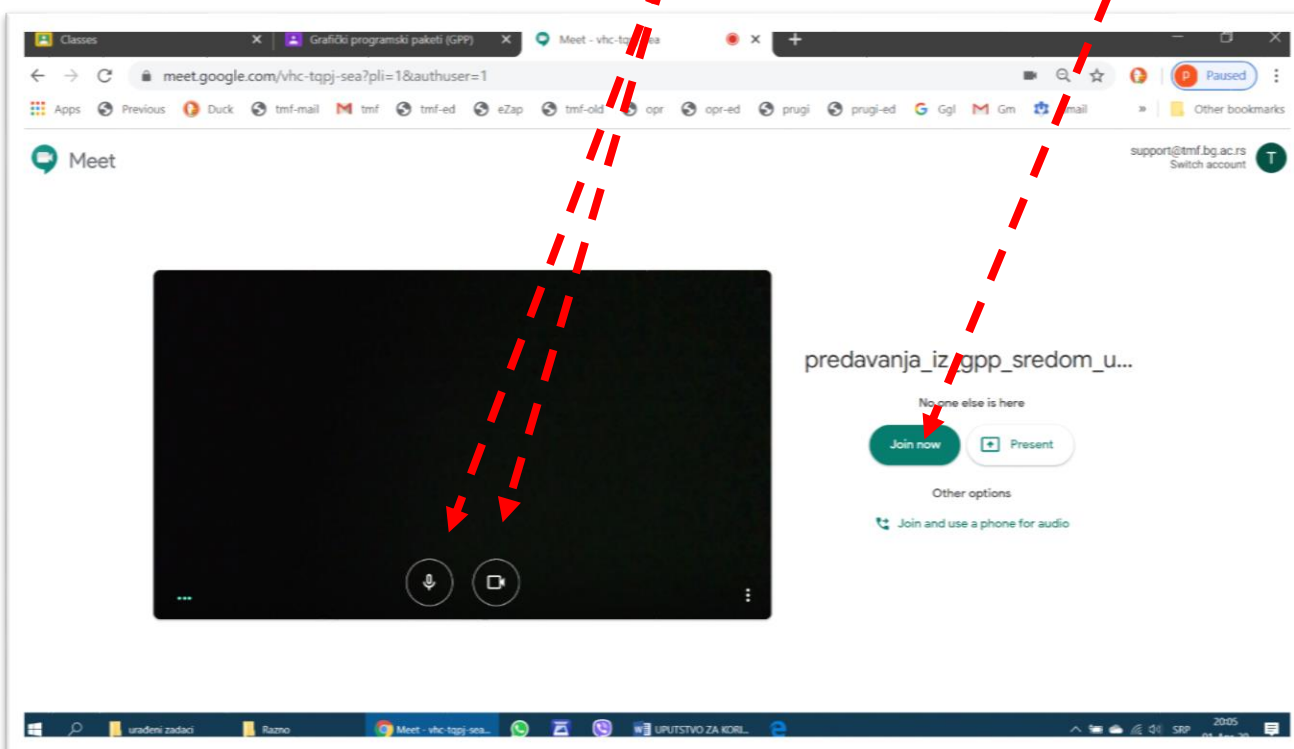 Classes
Grafički programski paketi (GPP)
Meet - vhc-
meet.google.com/vhc-tqpj-sea?pli=1&authuser=1
P Paused
Apps Previous Duck tmf-mail tmf tmf-ed eZap tmf-old opr opr-ed prugi prugi-ed Ggl Gm » Other bookmarks
Meet
support@tmf.bg.ac.rs
Switch account
T
predavanja_iz_gpp_sredom_u...
No one else is here
Join now
Present
Other options
Join and use a phone for audio
urađeni zadaci Razno Meet - vhc-tqpj-sea... UPUTSTVO ZA KORI... SRP 20:05